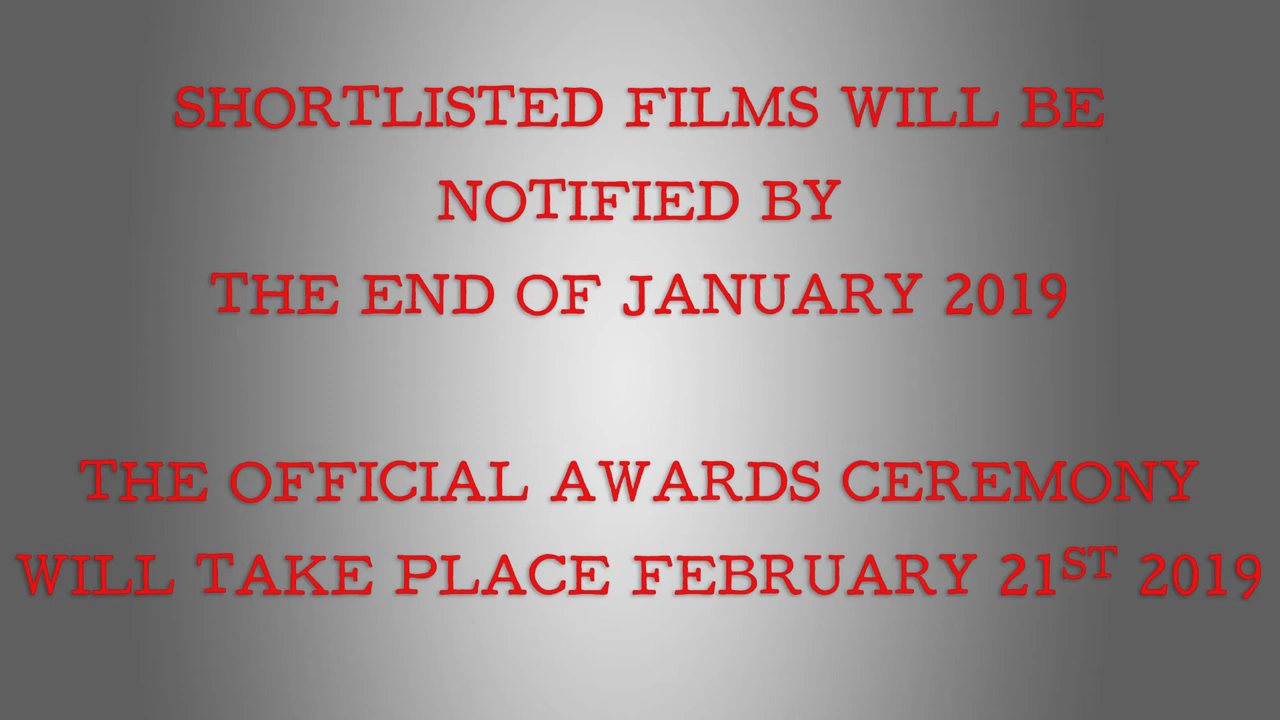 SHORTLISTED FILMS WILL BE
NOTIFIED BY
THE END OF JANUARY 2019
THE OFFICIAL AWARDS CEREMONY
WILL TAKE PLACE FEBRUARY 21ST 2019